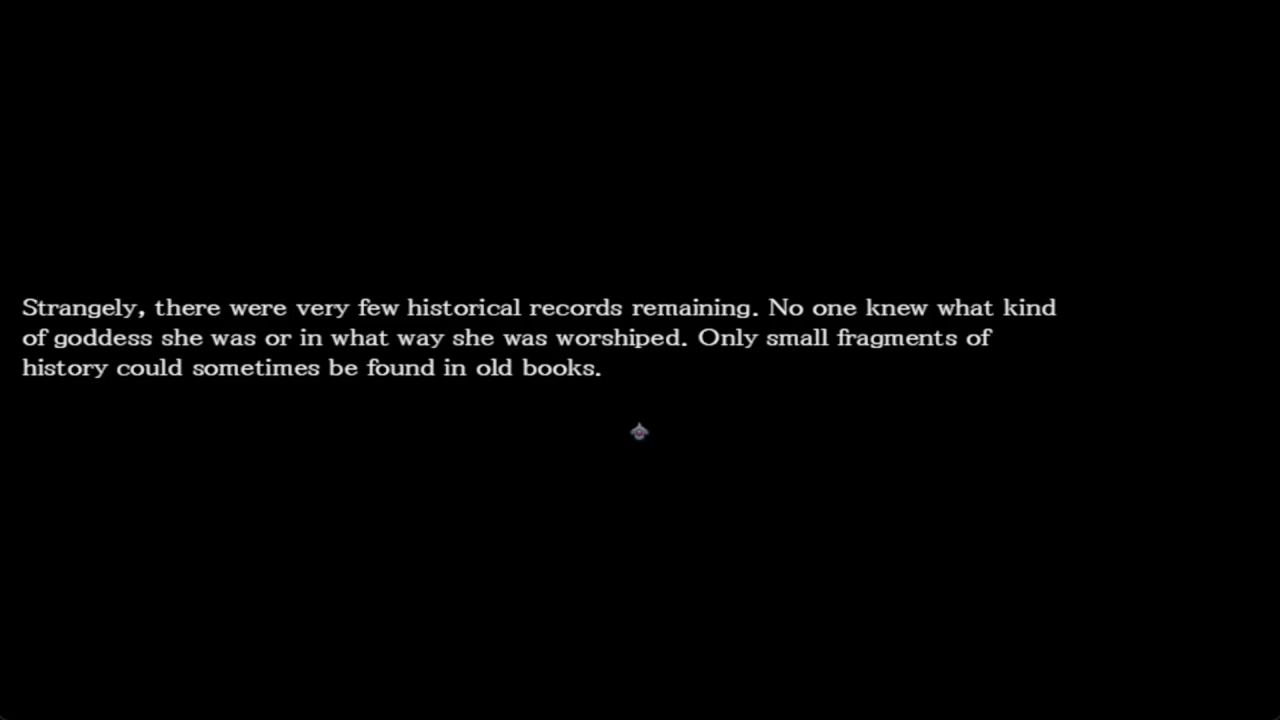 Strangely, there were very few historical records remaining. No one knew what kind
of goddess she was or in what way she was worshiped. Only small fragments of
history could sometimes be found in old books.